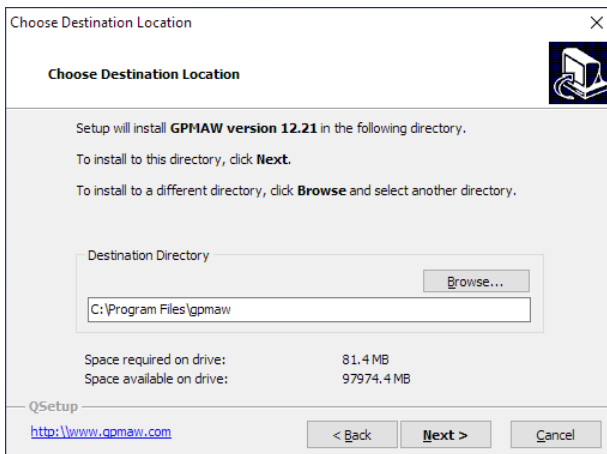 Choose Destination Location
Choose Destination Location
Setup will install GPMAW version 12.21 in the following directory.
To install to this directory, click Next.
To install to a different directory, click Browse and select another directory.
Destination Directory
Browse...
C:\Program Files\gpmaw
Space required on drive: 81.4 MB
Space available on drive: 97974.4 MB
QSetup
http:\\www.gpmaw.com
< Back Next > Cancel